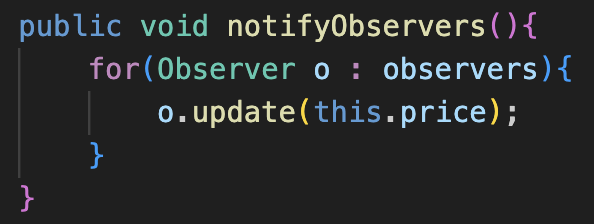 public void notifyObservers(){
    for(Observer o : observers){
        o.update(this.price);
    }
}